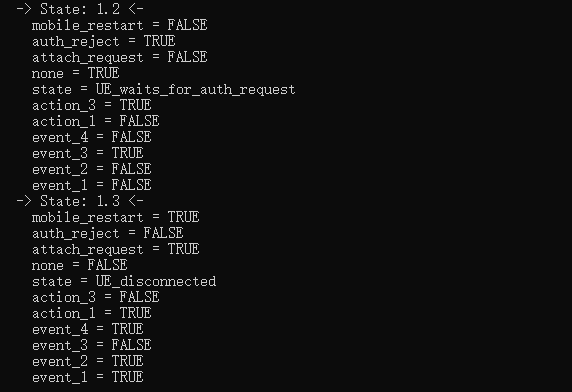 -> State: 1.2 <-
mobile_restart = FALSE
auth_reject = TRUE
attach_request = FALSE
none = TRUE
state = UE_waits_for_auth_request
action_3 = TRUE
action_1 = FALSE
event_4 = FALSE
event_3 = TRUE
event_2 = FALSE
event_1 = FALSE
-> State: 1.3 <-
mobile_restart = TRUE
auth_reject = FALSE
attach_request = TRUE
none = FALSE
state = UE_disconnected
action_3 = FALSE
action_1 = TRUE
event_4 = TRUE
event_3 = FALSE
event_2 = TRUE
event_1 = TRUE